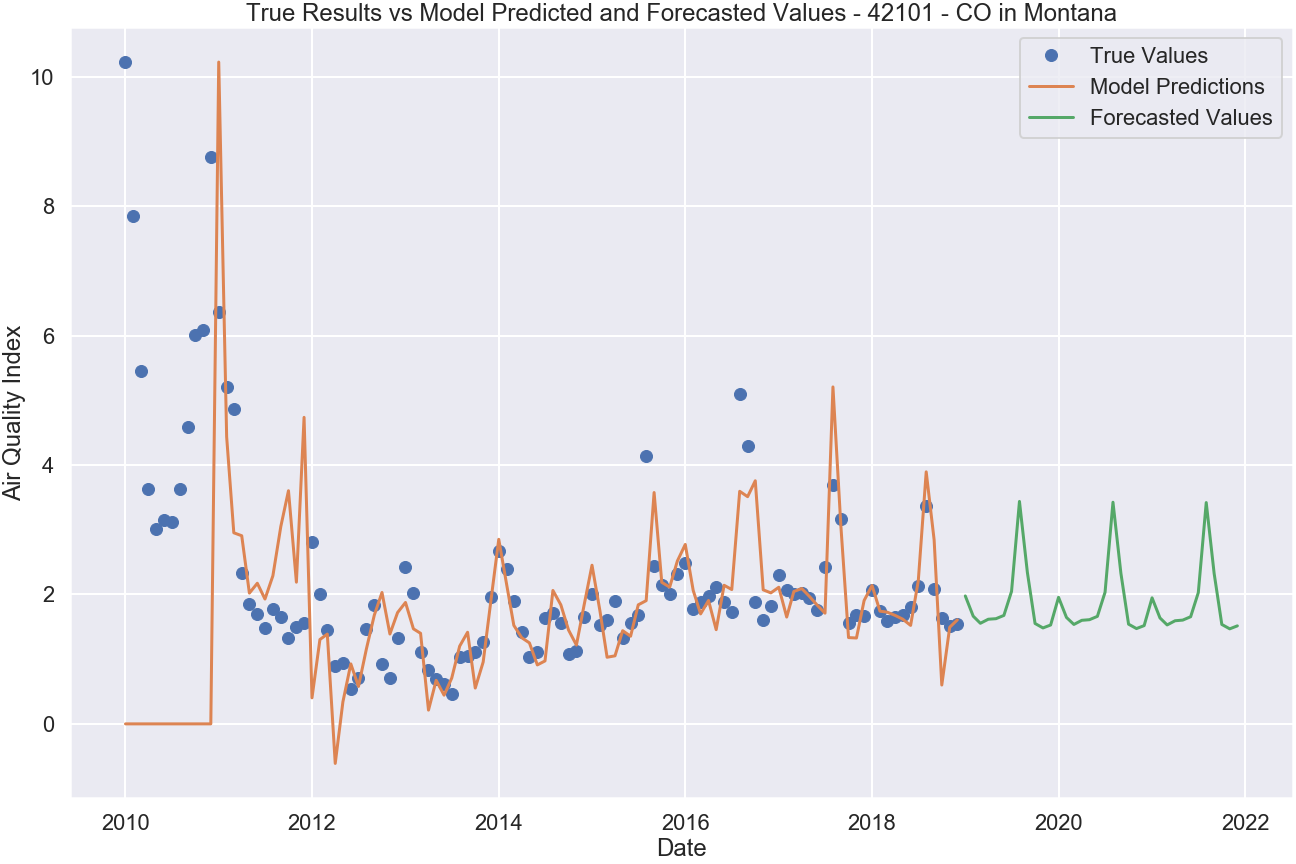 True Results vs Model Predicted and Forecasted Values - 42101 - CO in Montana
True Values
Model Predictions
Forecasted Values
Air Quality Index
10
8
6
4
2
0
2010 2012 2014 2016 2018 2020 2022
Date